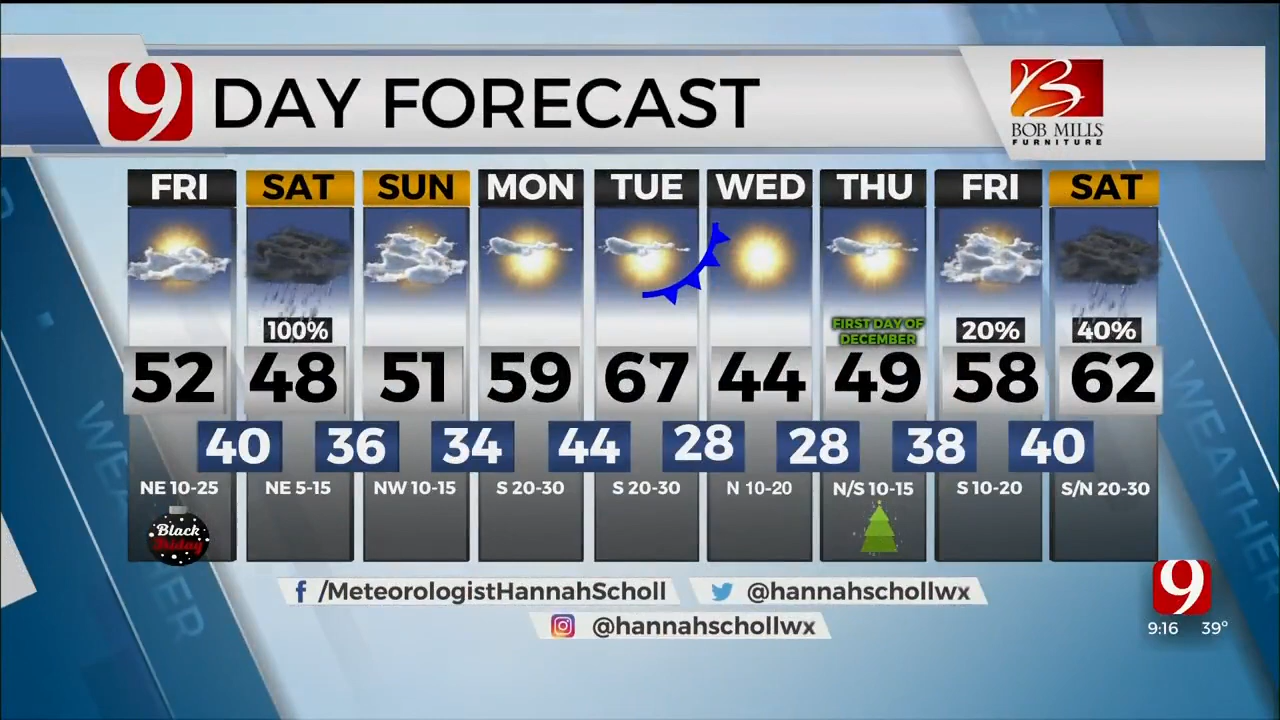 9 DAY FORECAST
B
BOB MILLS
FURNITURE
FRI SAT SUN MON TUE WED THU FRI SAT
100% FIRST DAY OF DECEMBER 20% 40%
52 48 51 59 67 44 49 58 62
40 36 34 44 28 28 38 40
NE 10-25 NE 5-15 NW 10-15 S 20-30 S 20-30 N 10-20 N/S 10-15 S 10-20 S/N 20-30
Black
Friday
f /MeteorologistHannahScholl @hannahschollwx
@hannahschollwx
9
9:16 39°
WEATHER
WEATHER